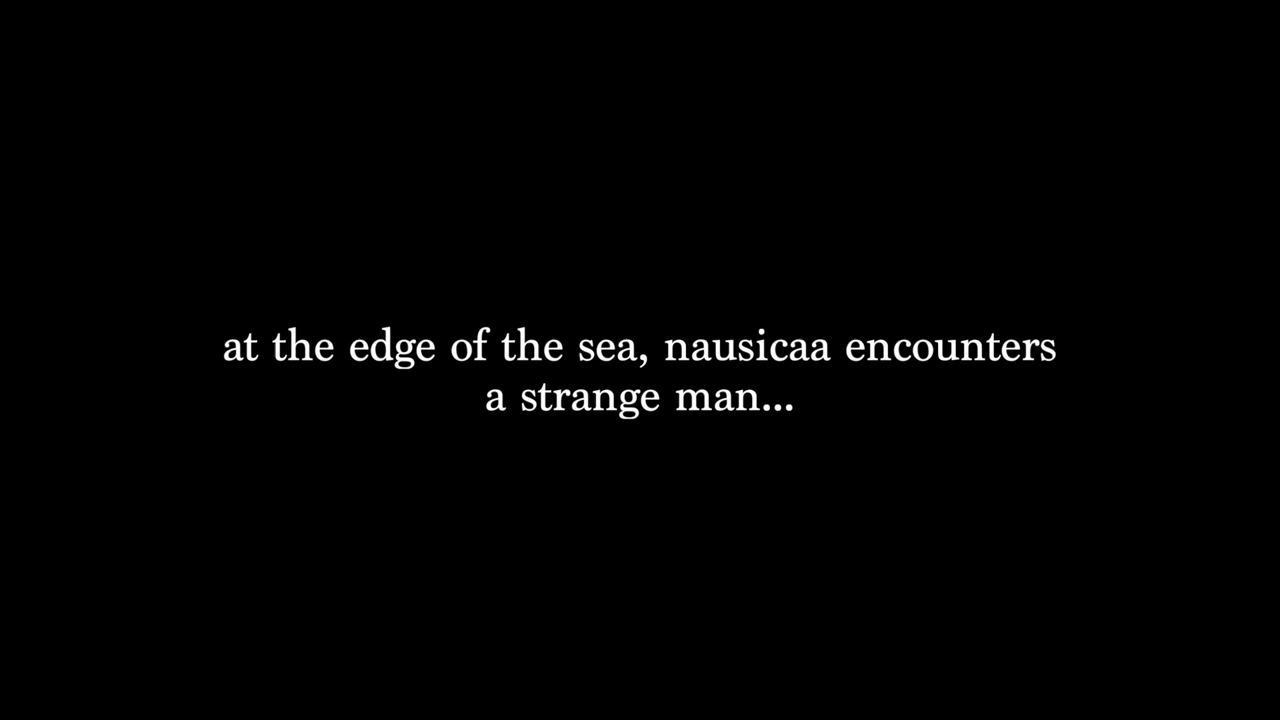 at the edge of the sea, nausicaa encounters
a strange man...